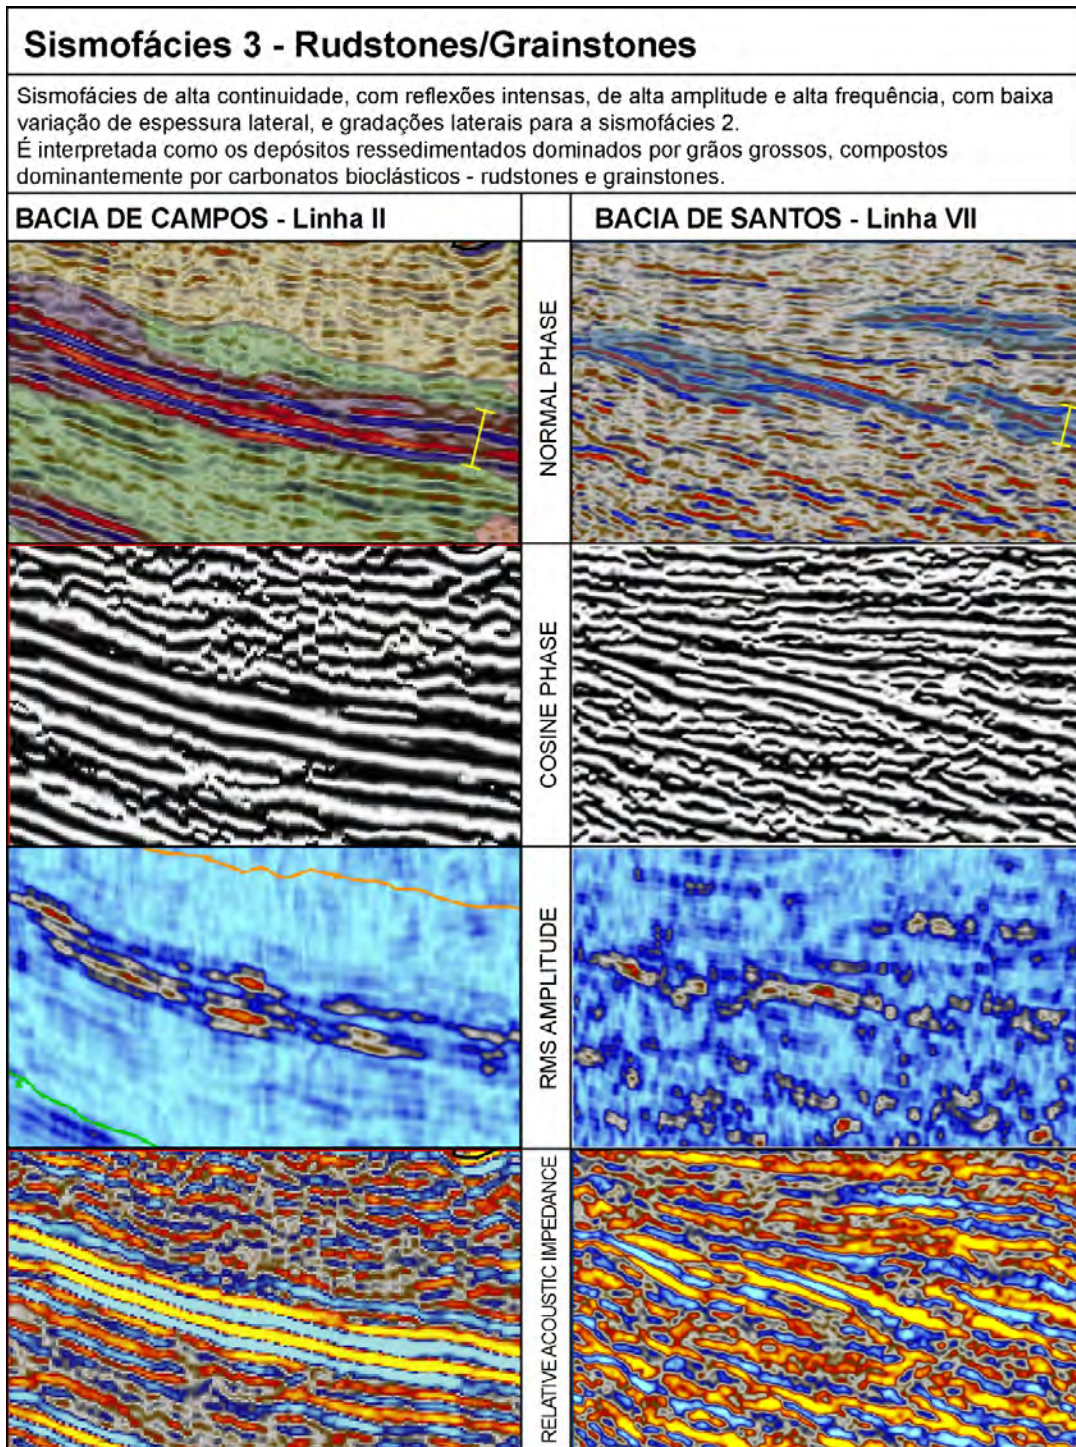 Sismofácies 3 - Rudstones/Grainstones
Sismofácies de alta continuidade, com reflexões intensas, de alta amplitude e alta frequência, com baixa
variação de espessura lateral, e gradações laterais para a sismofácies 2.
É interpretada como os depósitos ressedimentados dominados por grãos grossos, compostos
dominantemente por carbonatos bioclásticos - rudstones e grainstones.
BACIA DE CAMPOS - Linha II
BACIA DE SANTOS - Linha VII
NORMAL PHASE
COSINE PHASE
RMS AMPLITUDE
RELATIVE ACOUSTIC IMPEDANCE